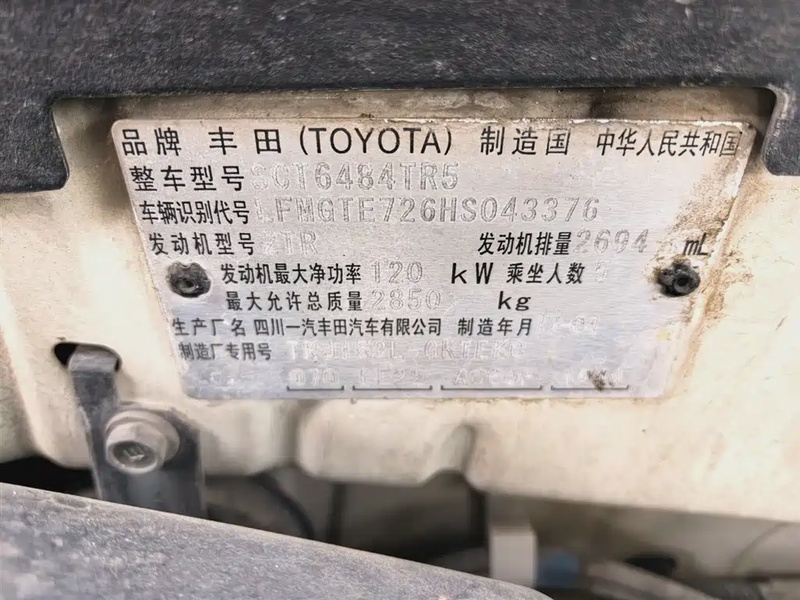 品牌 丰田(TOYOTA) 制造国 中华人民共和国
整车型号 SCT6484TR5
车辆识别代号 LFMGTE726HS043376
发动机型号 2TR 发动机排量 2694 mL
发动机最大净功率 120 kW 乘坐人数
最大允许总质量 2850 kg
生产厂名 四川一汽丰田汽车有限公司 制造年月
制造厂专用号